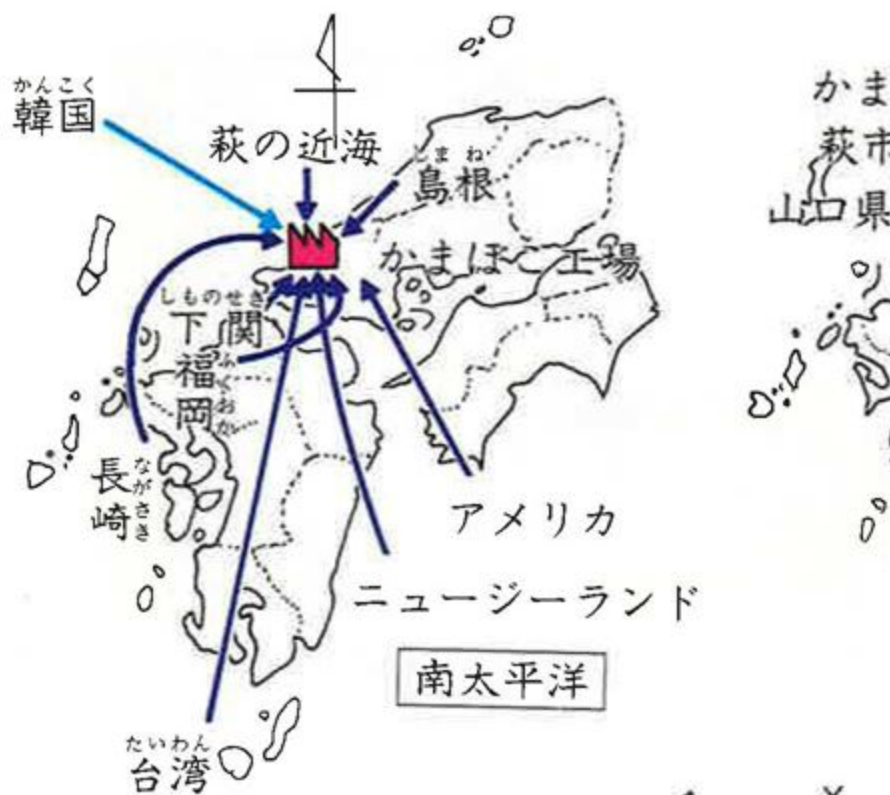 かんこく
韓国
萩の近海
しまね
島根
かまぼこ工場
しものせき
下関
福岡
ふくおか
長崎
ながさき
アメリカ
ニュージーランド
南太平洋
たいわん
台湾
かま
萩市
山口県